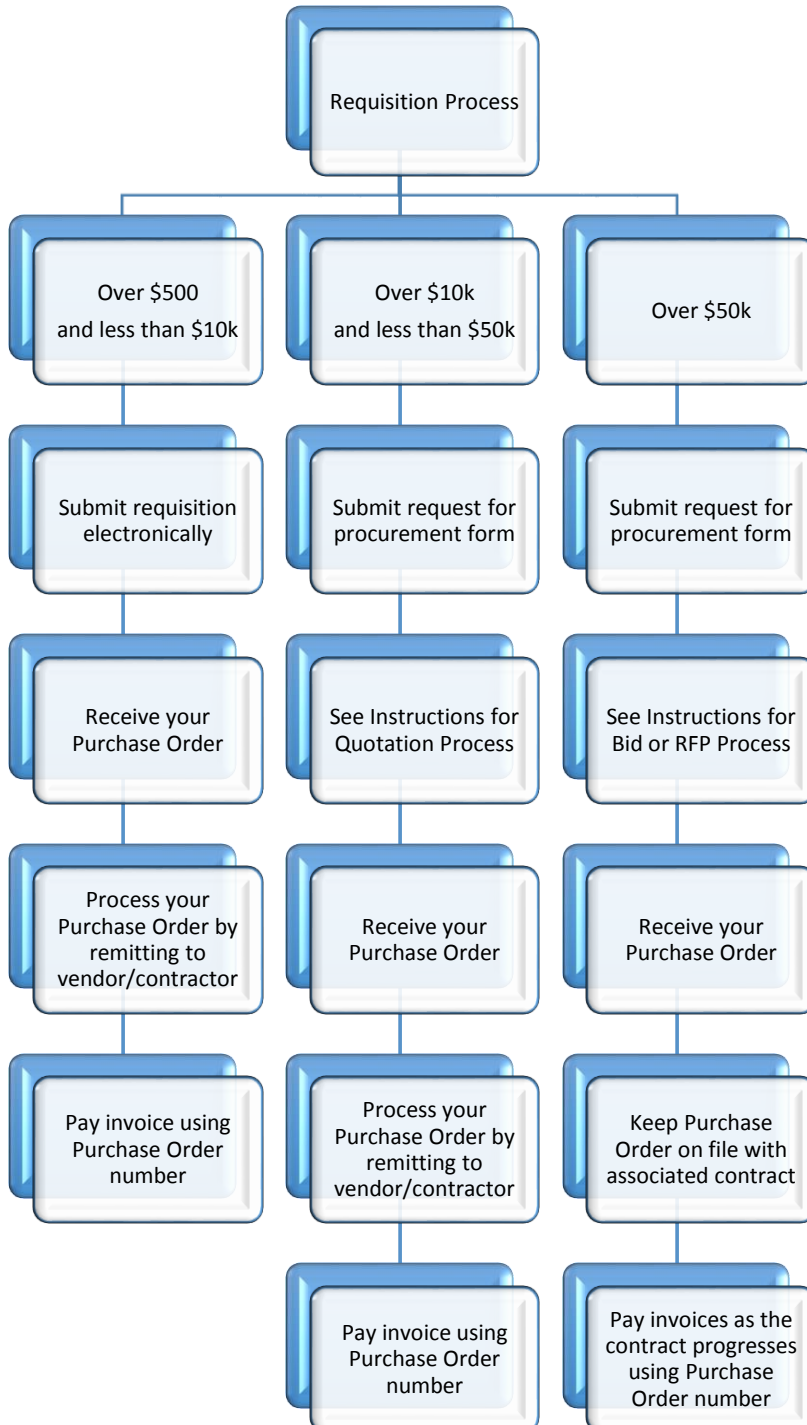 Requisition Process
Over $500
and less than $10k
Submit requisition
electronically
Receive your
Purchase Order
Process your
Purchase Order by
remitting to
vendor/contractor
Pay invoice using
Purchase Order
number
Over $10k
and less than $50k
Submit request for
procurement form
See Instructions for
Quotation Process
Receive your
Purchase Order
Process your
Purchase Order by
remitting to
vendor/contractor
Pay invoice using
Purchase Order
number
Over $50k
Submit request for
procurement form
See Instructions for
Bid or RFP Process
Receive your
Purchase Order
Keep Purchase
Order on file with
associated contract
Pay invoices as the
contract progresses
using Purchase
Order number